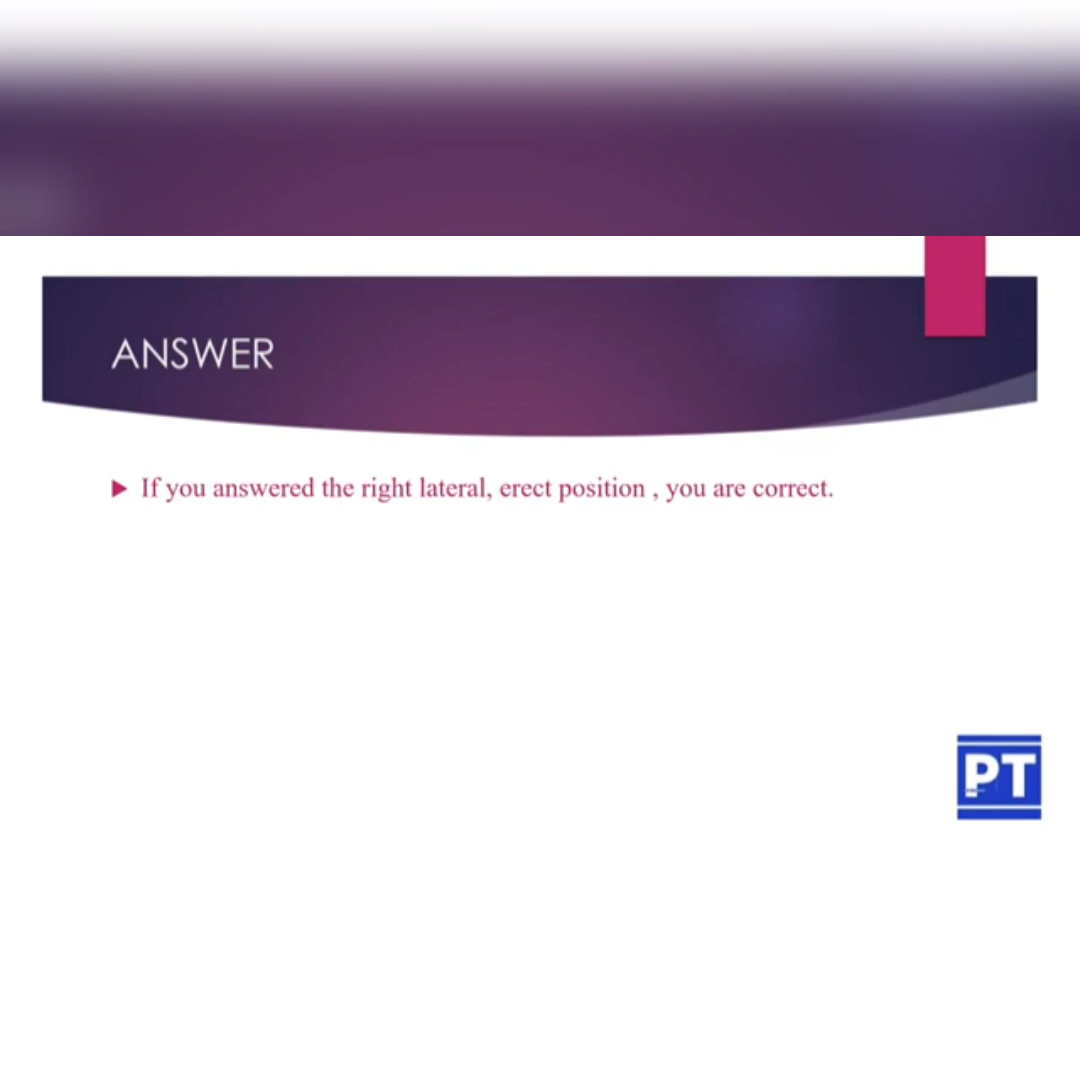 ANSWER
▶ If you answered the right lateral, erect position , you are correct.
PT